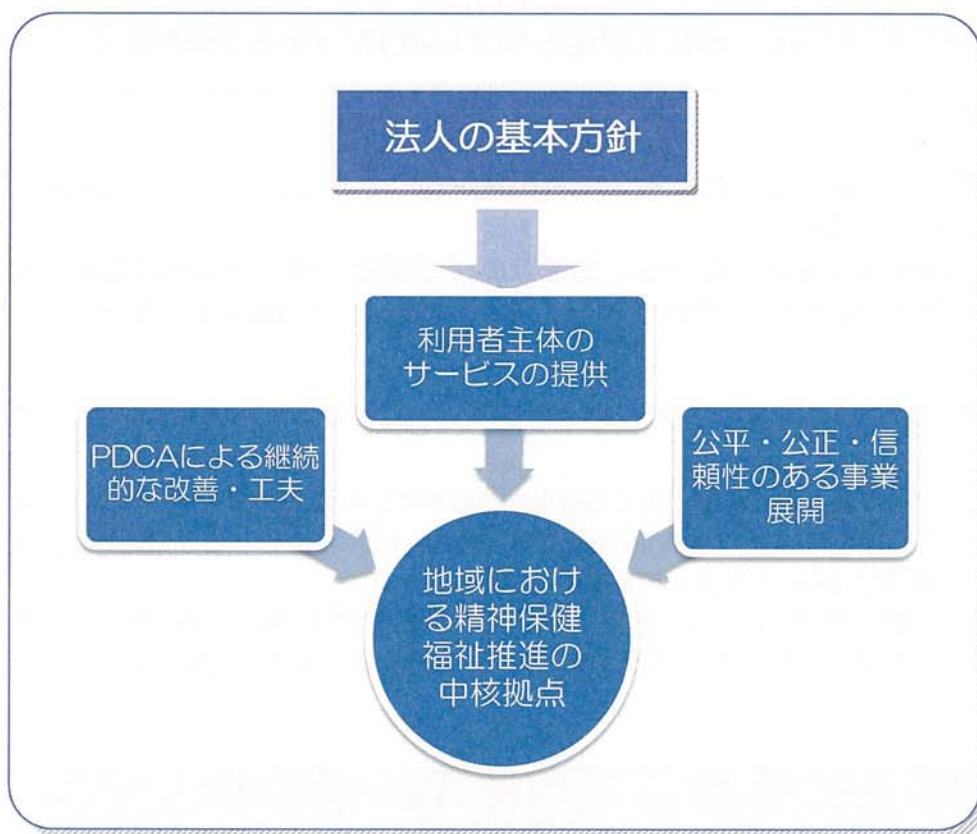 法人の基本方針
利用者主体の
サービスの提供
PDCAによる継続
的な改善・工夫
公平・公正・信
頼性のある事業
展開
地域におけ
る精神保健
福祉推進の
中核拠点